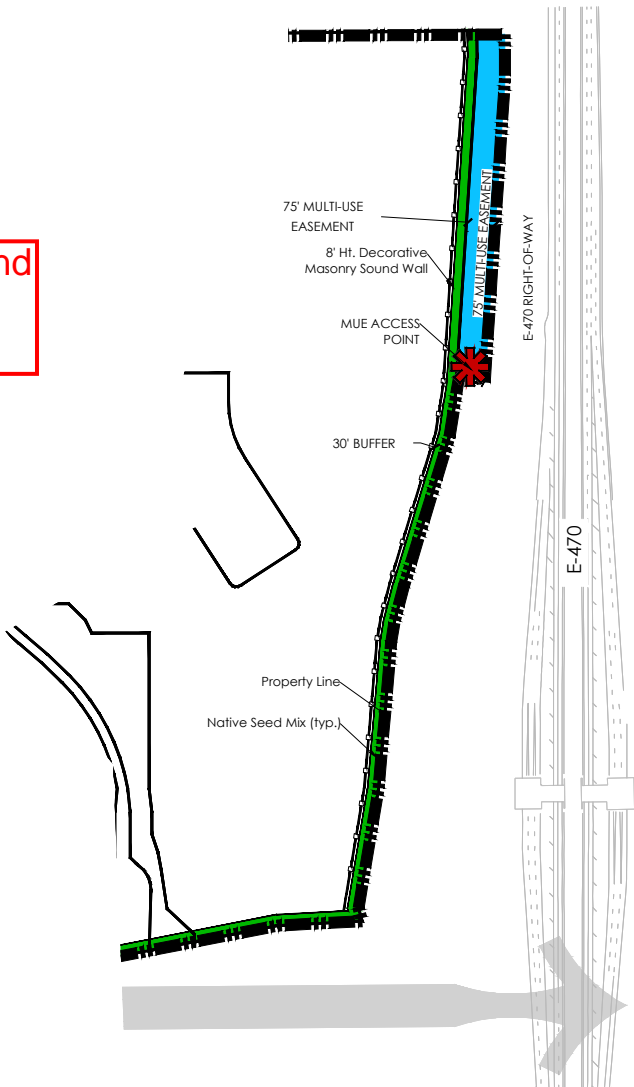 nd
75' MULTI-USE
EASEMENT
8' Ht. Decorative
Masonry Sound Wall
75' MULTI-USE EASEMENT
E-470 RIGHT-OF-WAY
MUE ACCESS
POINT
30' BUFFER
E-470
Property Line
Native Seed Mix (typ.)